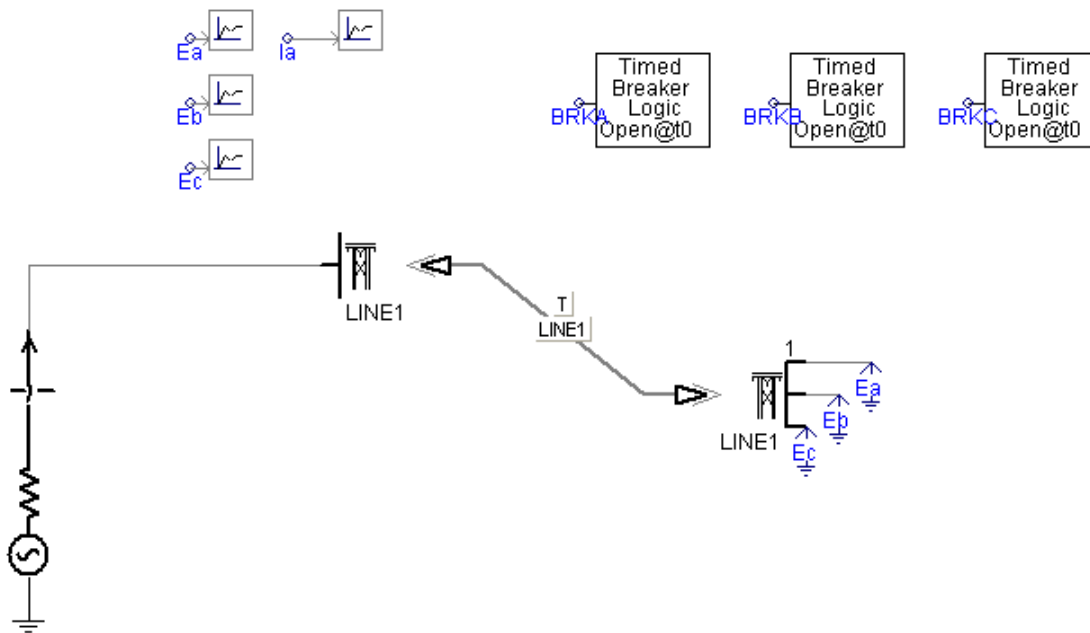 Ea
Ia
Eb
Ec
Timed
Breaker
Logic
Open@t0
BRKA
Timed
Breaker
Logic
Open@t0
BRKB
Timed
Breaker
Logic
Open@t0
BRKC
LINE1
T
LINE1
1
LINE1
Ea
Eb
Ec